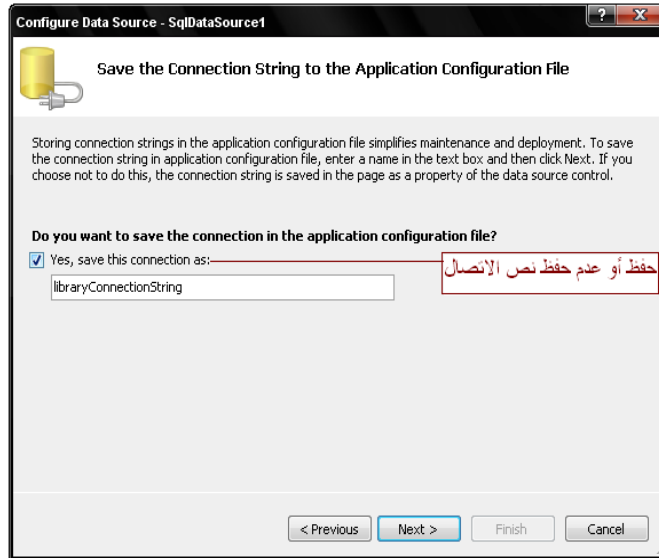 Configure Data Source - SqlDataSource1
Save the Connection String to the Application Configuration File
Storing connection strings in the application configuration file simplifies maintenance and deployment. To save
the connection string in application configuration file, enter a name in the text box and then click Next. If you
choose not to do this, the connection string is saved in the page as a property of the data source control.
Do you want to save the connection in the application configuration file?
Yes, save this connection as:
حفظ أو عدم حفظ نص الاتصال
libraryConnectionString
< Previous
Next >
Finish
Cancel